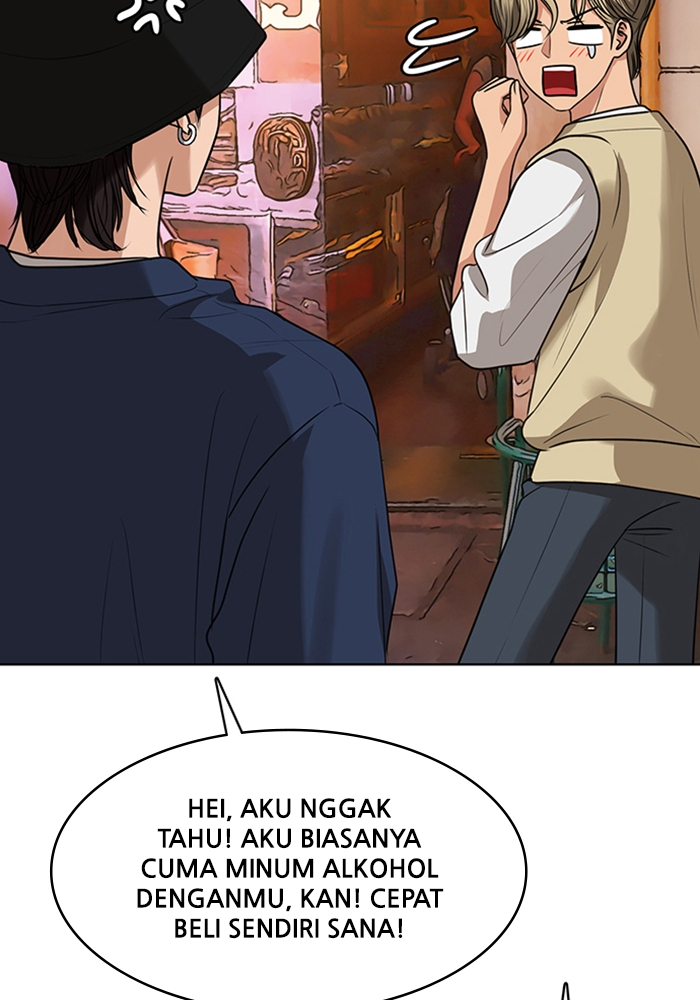 HEI, AKU NGGAK
TAHU! AKU BIASANYA
CUMA MINUM ALKOHOL
DENGANMU, KAN! CEPAT
BELI SENDIRI SANA!